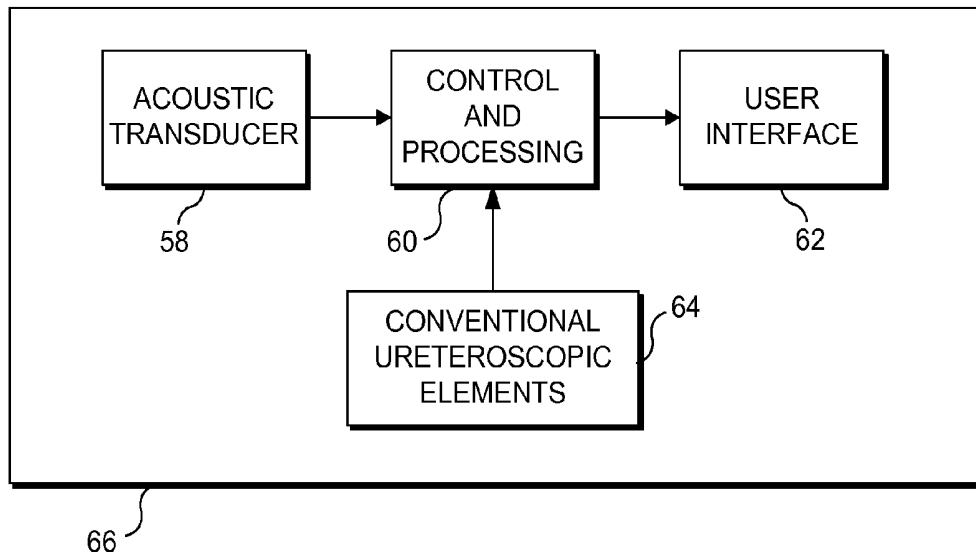 ACOUSTIC
TRANSDUCER
58
CONTROL
AND
PROCESSING
60
USER
INTERFACE
62
CONVENTIONAL
URETEROSCOPIC
ELEMENTS
64
66